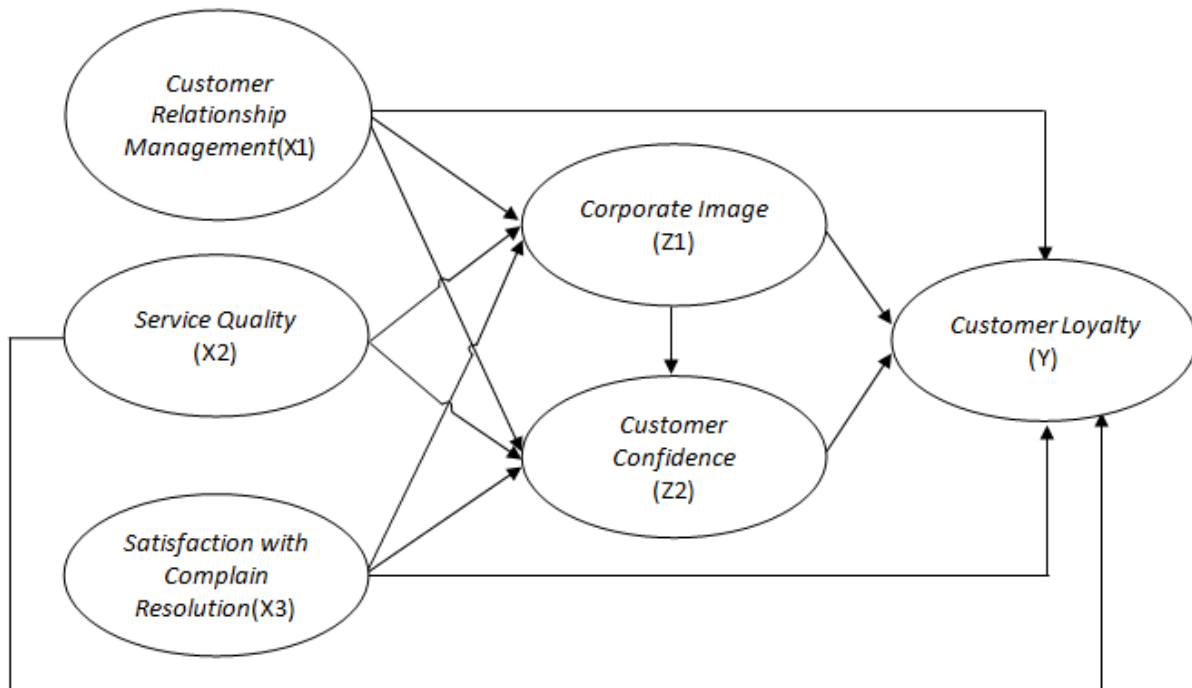 Customer
Relationship
Management(X1)
Corporate Image
(Z1)
Service Quality
(X2)
Customer Loyalty
(Y)
Customer
Confidence
(Z2)
Satisfaction with
Complain
Resolution(X3)